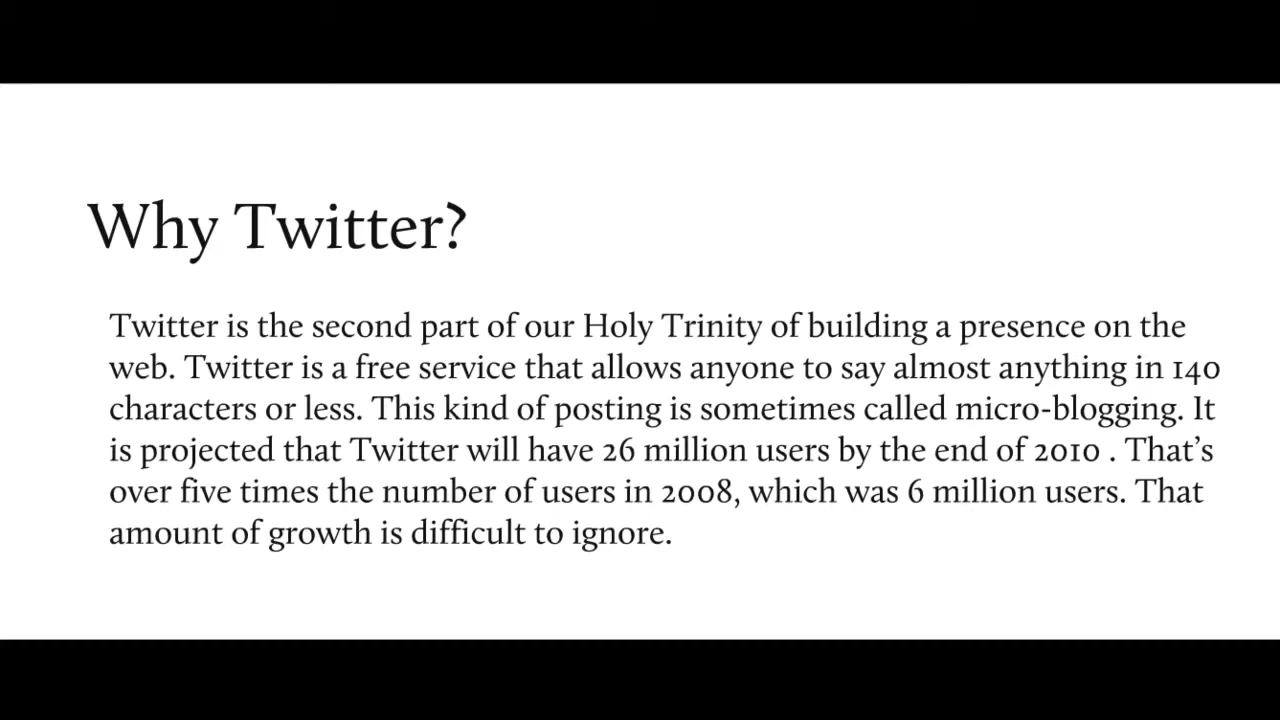 Why Twitter?
Twitter is the second part of our Holy Trinity of building a presence on the
web. Twitter is a free service that allows anyone to say almost anything in 140
characters or less. This kind of posting is sometimes called micro-blogging. It
is projected that Twitter will have 26 million users by the end of 2010 . That’s
over five times the number of users in 2008, which was 6 million users. That
amount of growth is difficult to ignore.